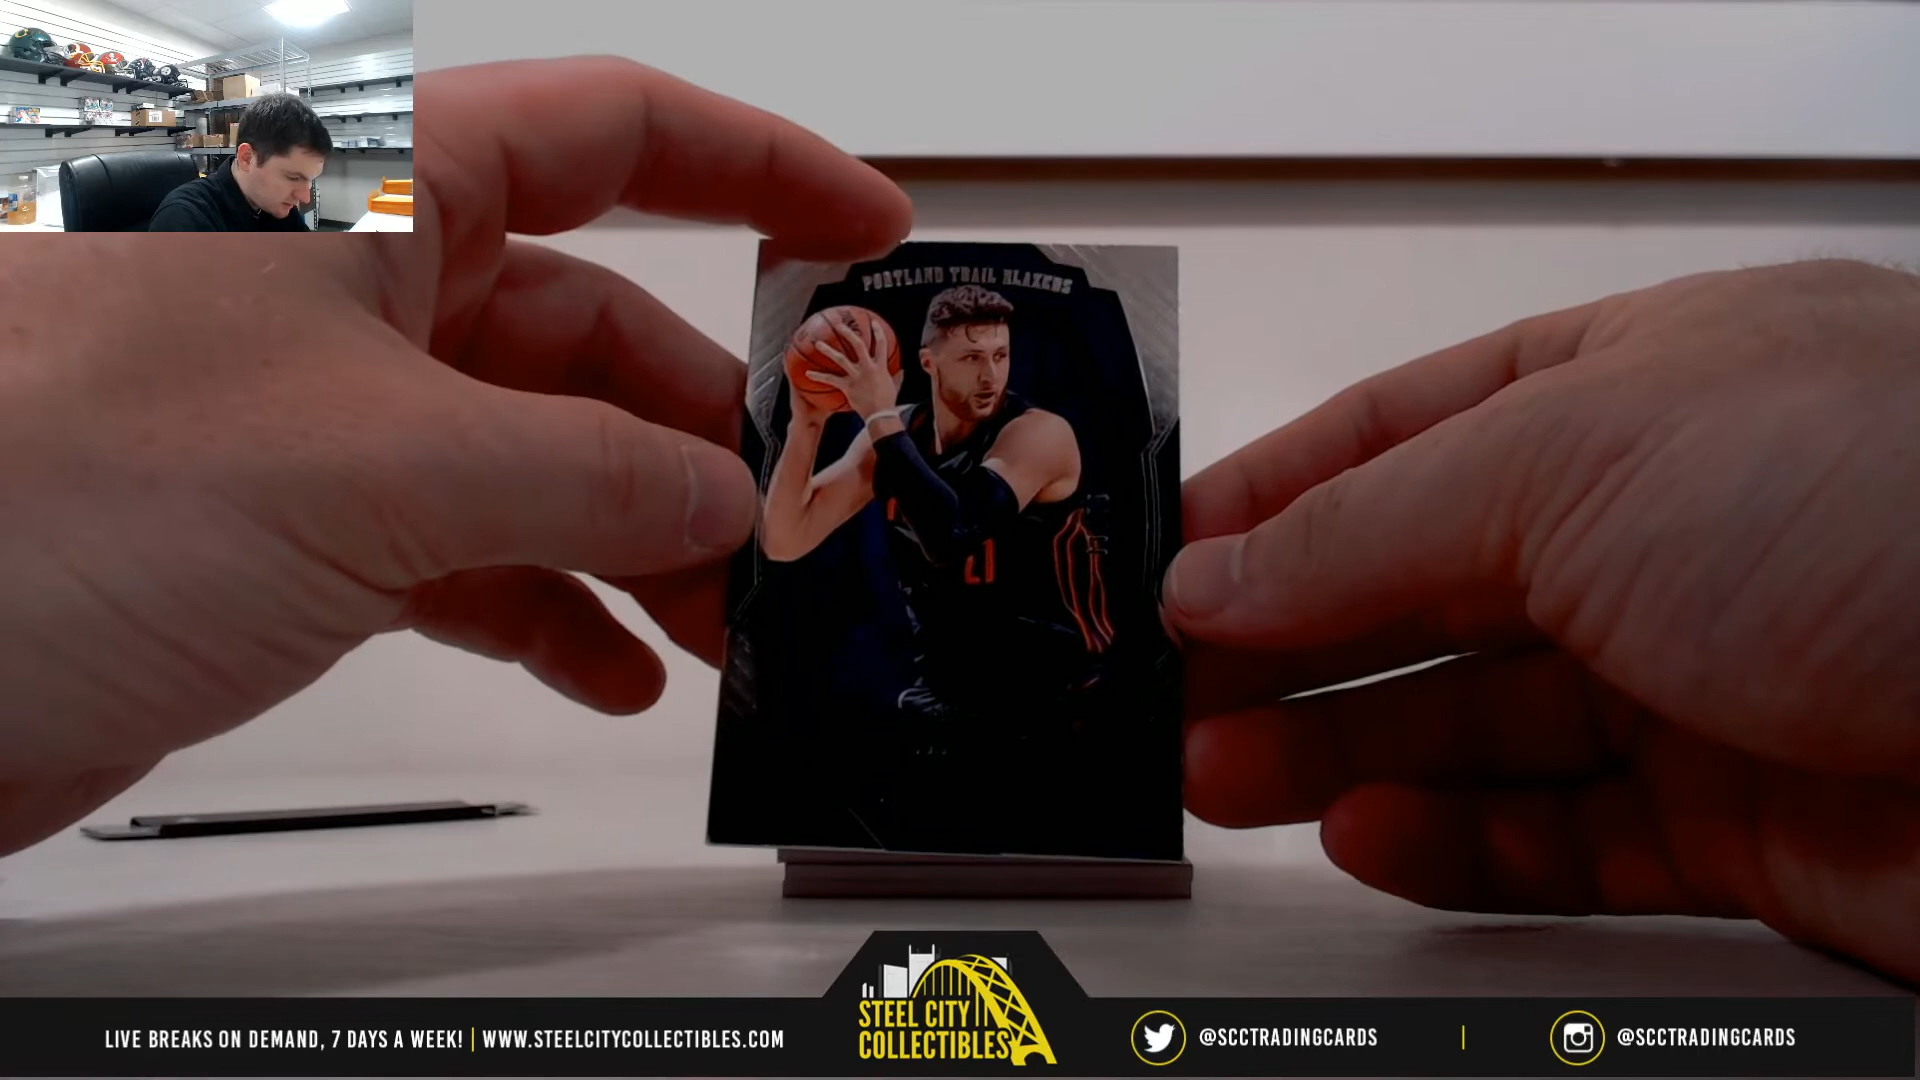 PORTLAND TRAIL BLAZERS
LIVE BREAKS ON DEMAND, 7 DAYS A WEEK! | WWW.STEELCITYCOLLECTIBLES.COM
STEEL CITY
COLLECTIBLES
@SCCTRADINGCARDS
|
@SCCTRADINGCARDS